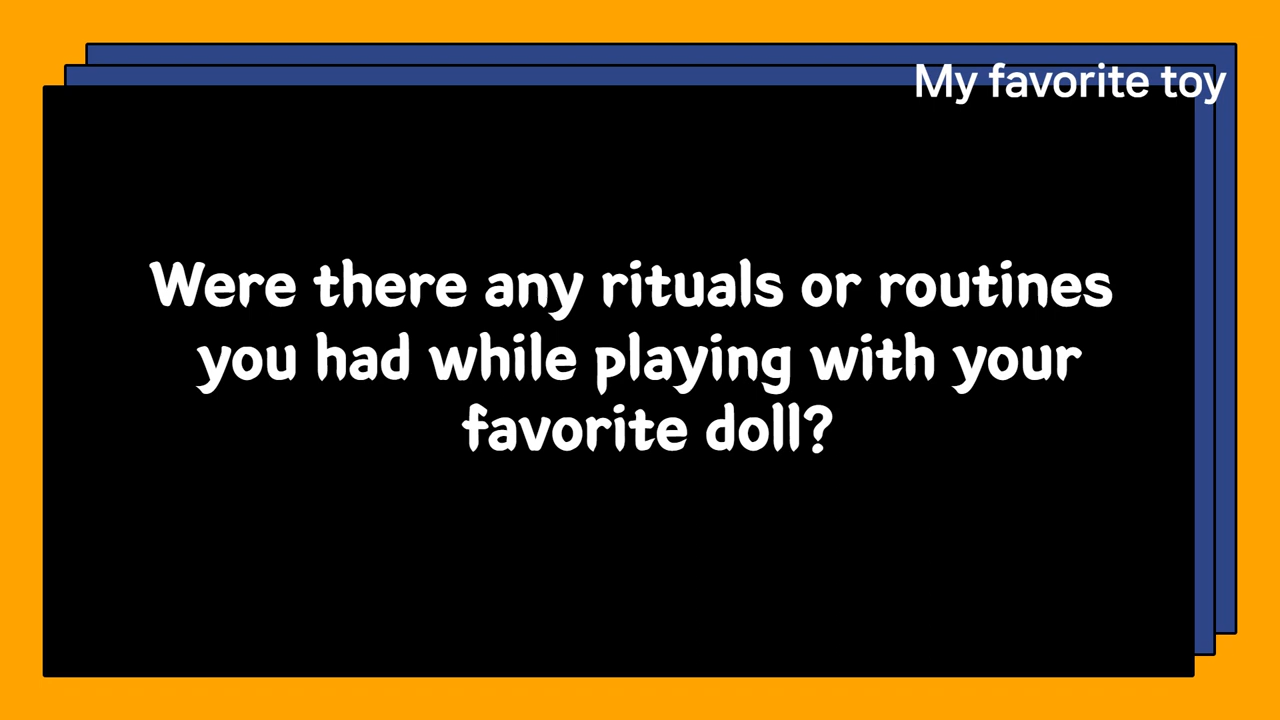 My favorite toy
Were there any rituals or routines
you had while playing with your
favorite doll?